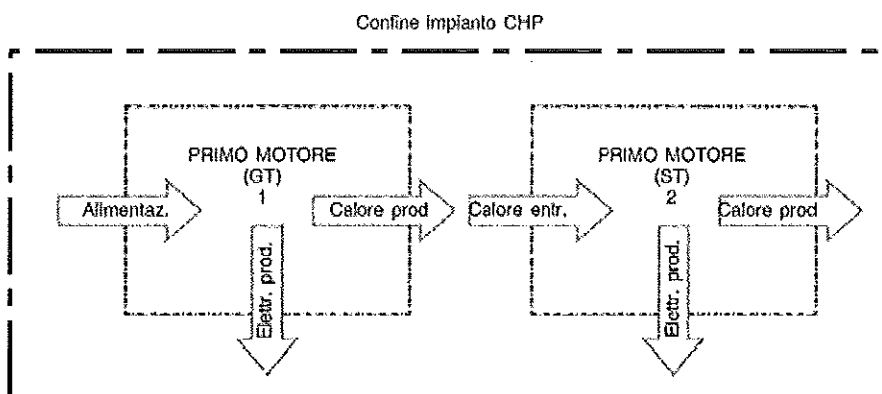 Confine impianto CHP
PRIMO MOTORE
(GT)
1
Alimentaz.
Calore prod
Elettr. prod.
Calore entr.
PRIMO MOTORE
(ST)
2
Calore prod
Elettr. prod.